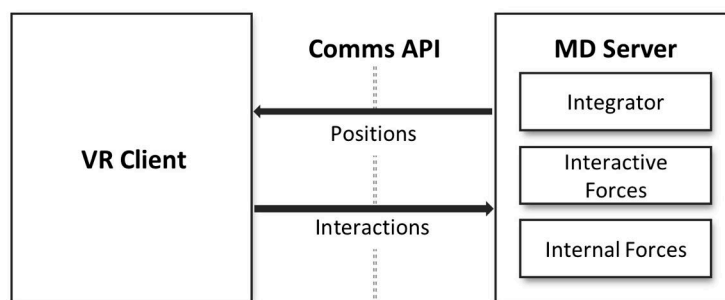 VR Client
Comms API
Positions
Interactions
MD Server
Integrator
Interactive
Forces
Internal Forces